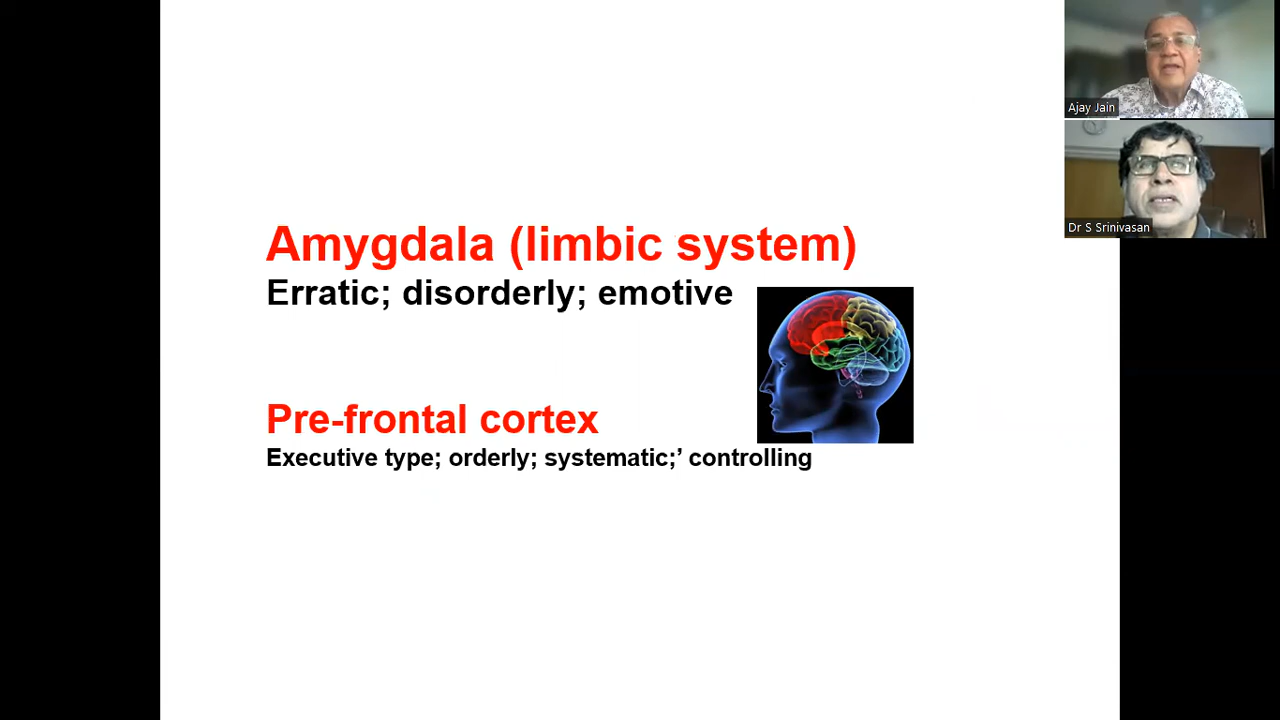 Amygdala (limbic system)
Erratic; disorderly; emotive
Pre-frontal cortex
Executive type; orderly; systematic;’ controlling
Ajay Jain
Dr S Srinivasan